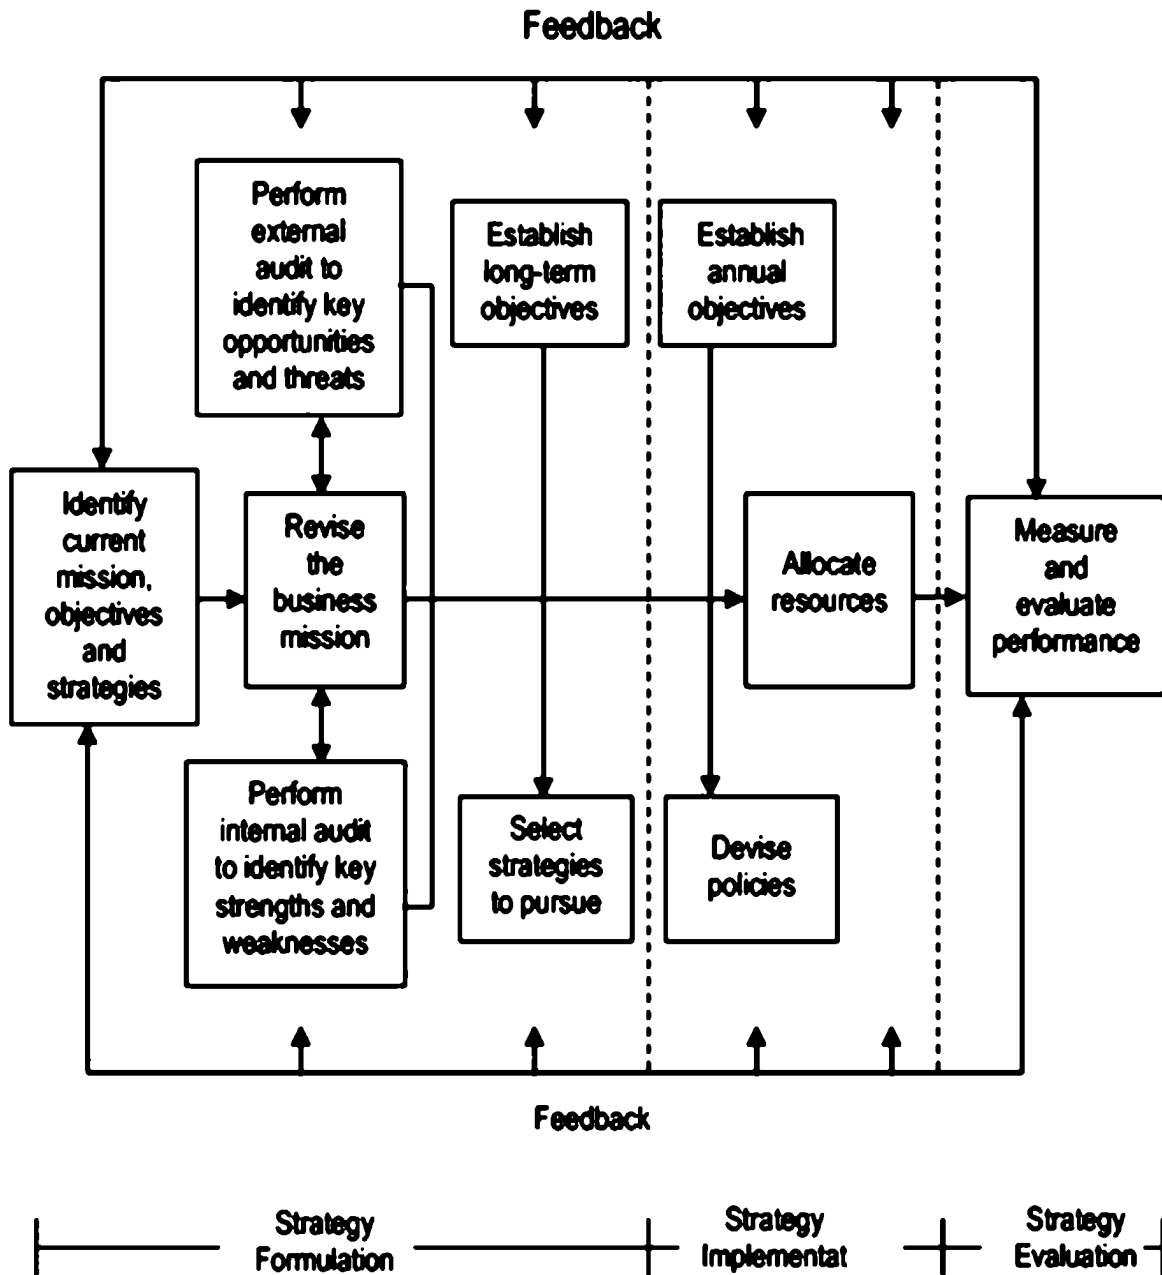 Feedback
Perform
external
audit to
identify key
opportunities
and threats
Establish
long-term
objectives
Establish
annual
objectives
Identify
current
mission,
objectives
and
strategies
Revise
the
business
mission
Allocate
resources
Measure
and
evaluate
performance
Perform
internal audit
to identify key
strengths and
weaknesses
Select
strategies
to pursue
Devise
policies
Feedback
Strategy
Formulation
Strategy
Implementat
Strategy
Evaluation